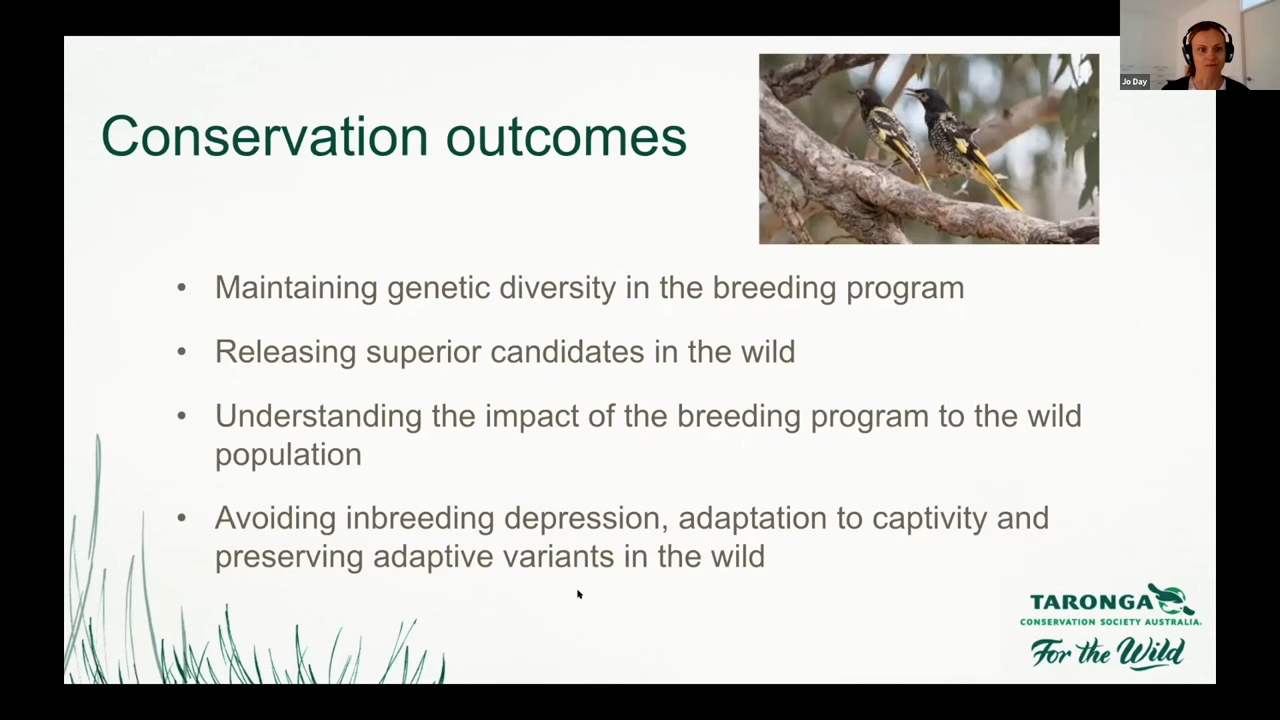 Jo Day
Conservation outcomes
• Maintaining genetic diversity in the breeding program
• Releasing superior candidates in the wild
• Understanding the impact of the breeding program to the wild
population
• Avoiding inbreeding depression, adaptation to captivity and
preserving adaptive variants in the wild
TARONGA
CONSERVATION SOCIETY AUSTRALIA
For the Wild